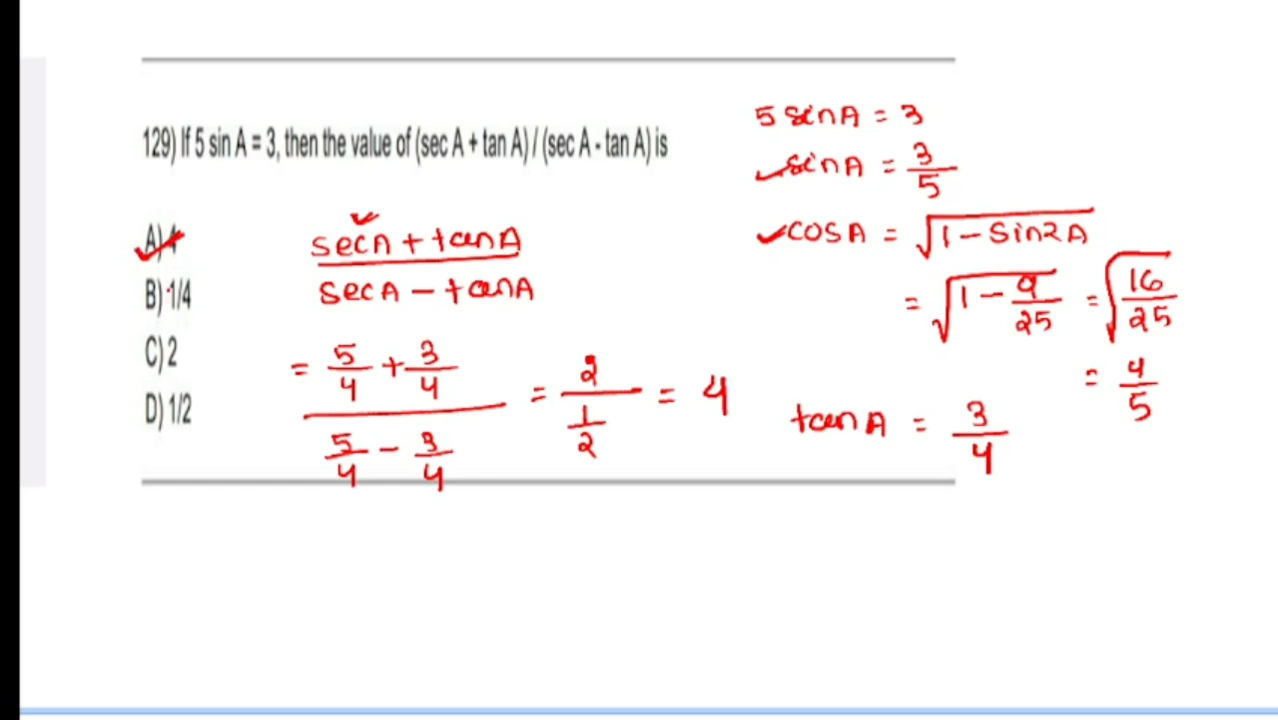 129) If 5 sin A = 3, then the value of (sec A + tan A) / (sec A - tan A) is
A) 4
B) 1/4
C) 2
D) 1/2
secA + tanA
secA - tanA
= 5/4 + 3/4
5/4 - 3/4
= 2
1/2
= 4
5 sinA = 3
sinA = 3/5
cosA = √1 - Sin2A
= √1 - 9/25 = √16/25
= 4/5
tanA = 3/4